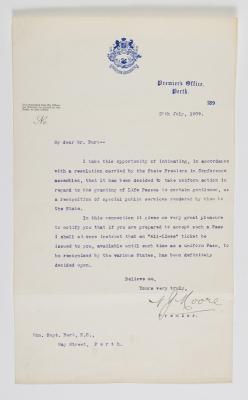 Premier's Office,
Perth.
No.
27th July, 1909.
My dear Mr. Burt--
I take this opportunity of intimating, in accordance
with a resolution carried by the State Premiers in Conference
assembled, that it has been decided to take uniform action in
regard to the granting of Life Passes to certain gentlemen, as
a recognition of special public services rendered by them to
the State.
In this connection it gives me very great pleasure
to notify you that if you are prepared to accept such a Pass
I shall at once instruct that an "All-Lines" ticket be
issued to you, available until such time as a uniform Pass, to
be recognised by the various States, has been definitely
decided upon.
Believe me,
Yours very truly,
Moore
Premier.
Hon. Sept. Burt, K.C.,
Hay Street, Perth.